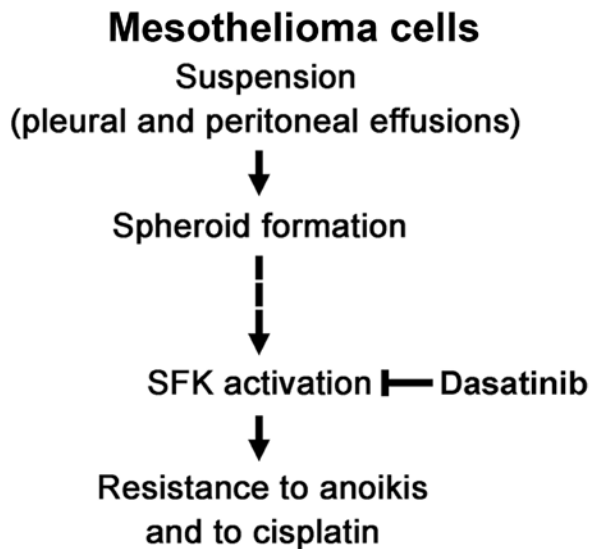 Mesothelioma cells
Suspension
(pleural and peritoneal effusions)
Spheroid formation
SFK activation Dasatinib
Resistance to anoikis
and to cisplatin